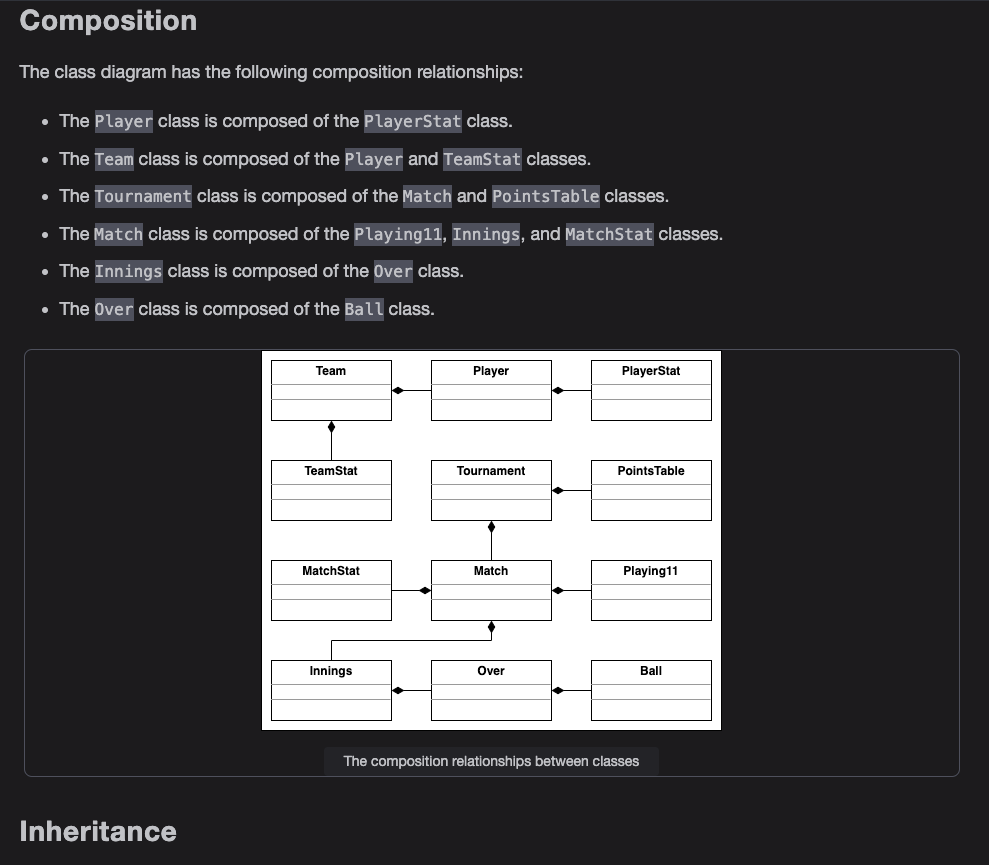 Composition
The class diagram has the following composition relationships:
• The Player class is composed of the PlayerStat class.
• The Team class is composed of the Player and TeamStat classes.
• The Tournament class is composed of the Match and PointsTable classes.
• The Match class is composed of the Playing11, Innings, and MatchStat classes.
• The Innings class is composed of the Over class.
• The Over class is composed of the Ball class.
Team Player PlayerStat
TeamStat Tournament PointsTable
MatchStat Match Playing11
Innings Over Ball
The composition relationships between classes
Inheritance